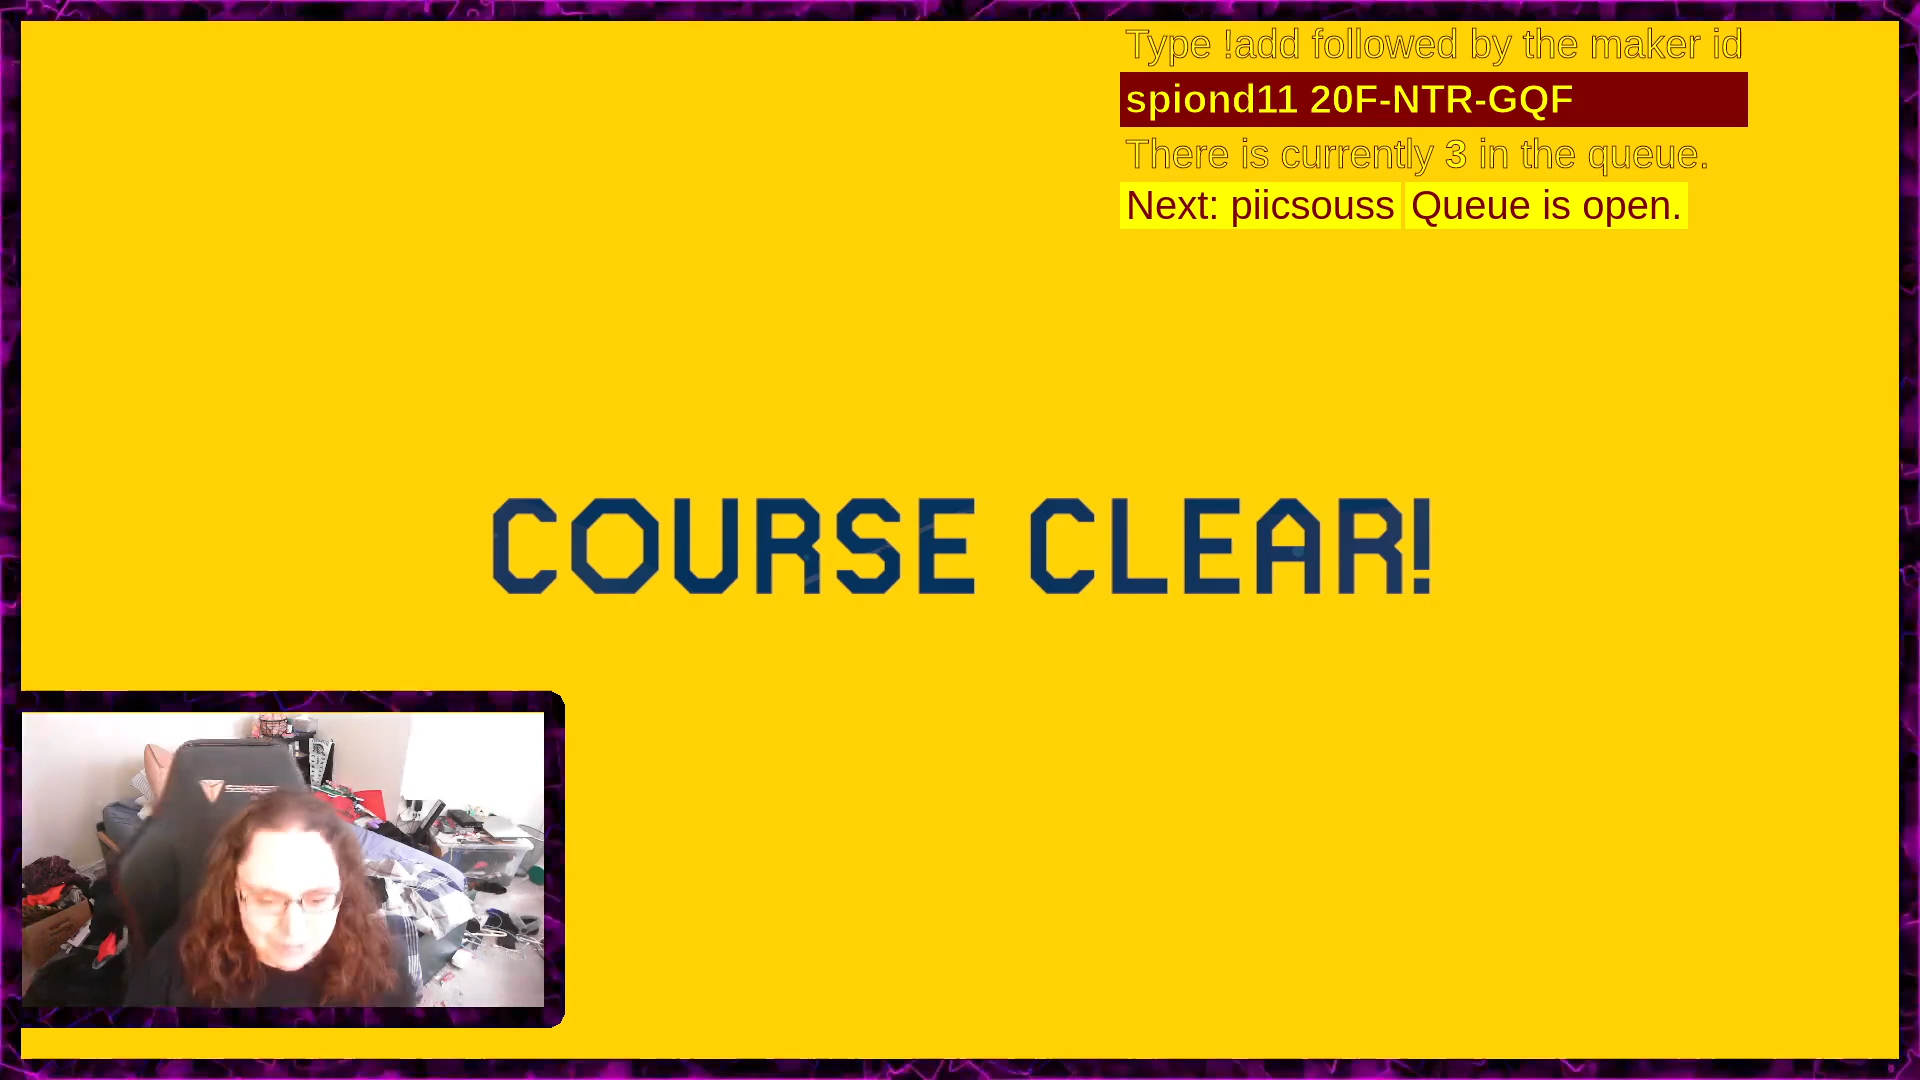 Type !add followed by the maker id
spiond11 20F-NTR-GQF
There is currently 3 in the queue.
Next: piicsouss Queue is open.
COURSE CLEAR!